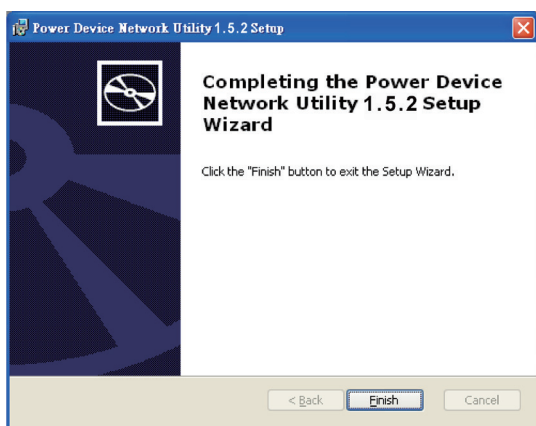 Power Device Network Utility 1.5.2 Setup
Completing the Power Device
Network Utility 1.5.2 Setup
Wizard
Click the "Finish" button to exit the Setup Wizard.
< Back Finish Cancel